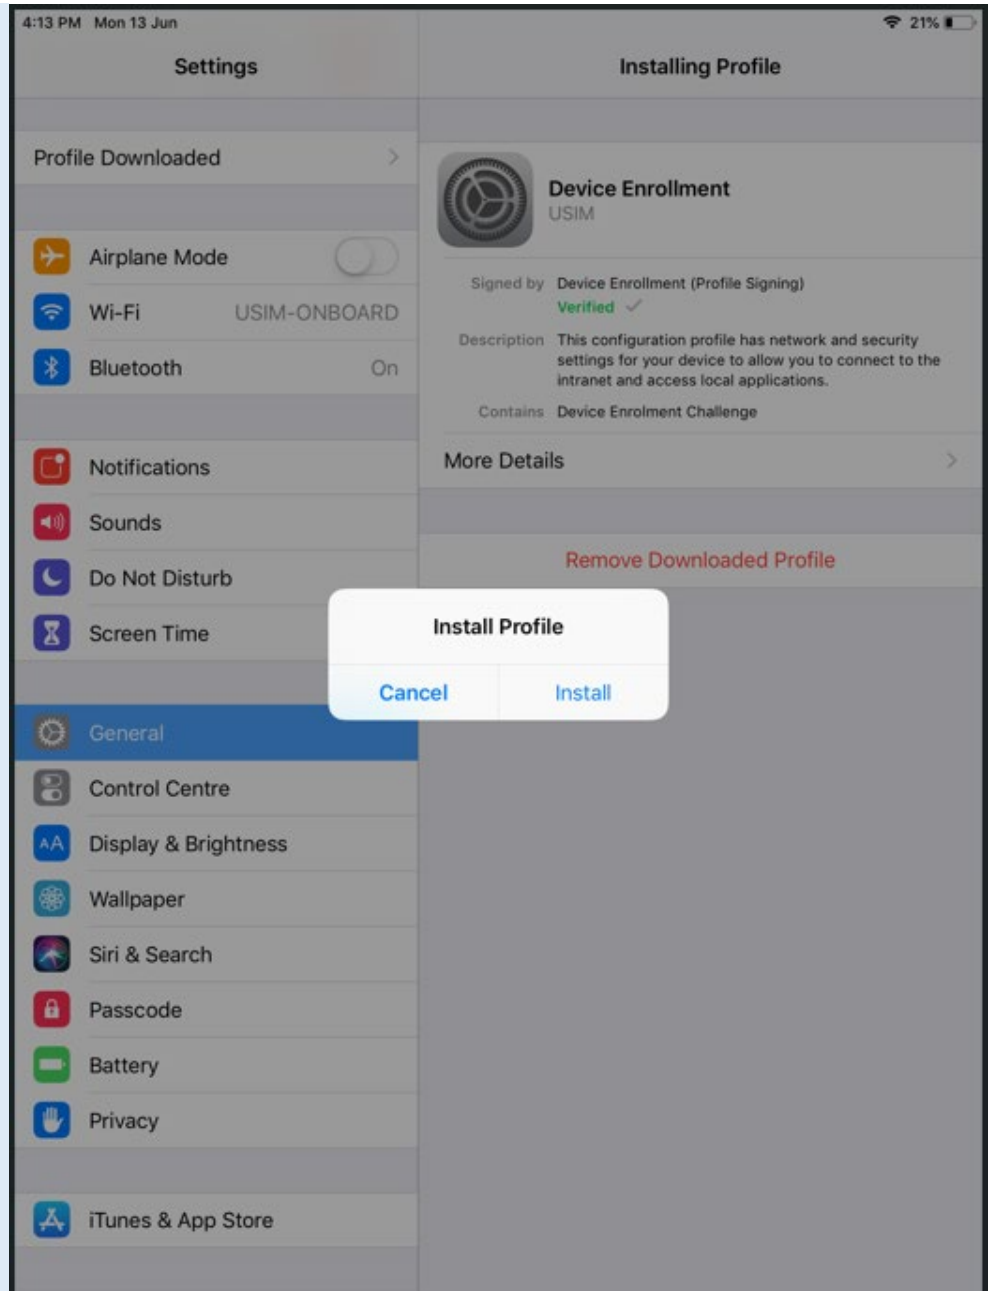 4:13 PM Mon 13 Jun
21%
Settings
Installing Profile
Profile Downloaded
Airplane Mode
Wi-Fi USIM-ONBOARD
Bluetooth On
Notifications
Sounds
Do Not Disturb
Screen Time
General
Control Centre
AA Display & Brightness
Wallpaper
Siri & Search
Passcode
Battery
Privacy
iTunes & App Store
Device Enrollment
USIM
Signed by Device Enrollment (Profile Signing)
Verified
Description This configuration profile has network and security
settings for your device to allow you to connect to the
intranet and access local applications.
Contains Device Enrolment Challenge
More Details
Remove Downloaded Profile
Install Profile
Cancel Install